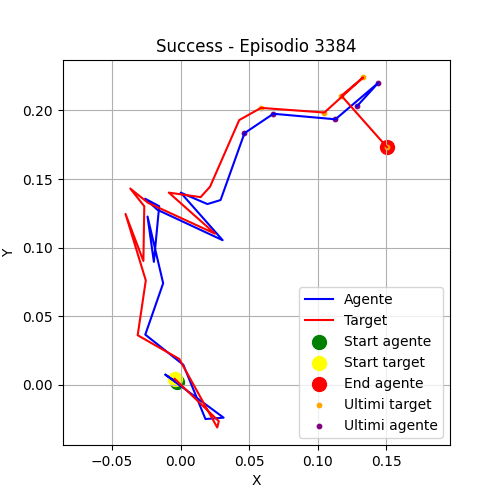 Success - Episodio 3384
Y
0.20
0.15
0.10
0.05
0.00
−0.05
0.00
0.05
0.10
0.15
X
Agente
Target
Start agente
Start target
End agente
Ultimi target
Ultimi agente